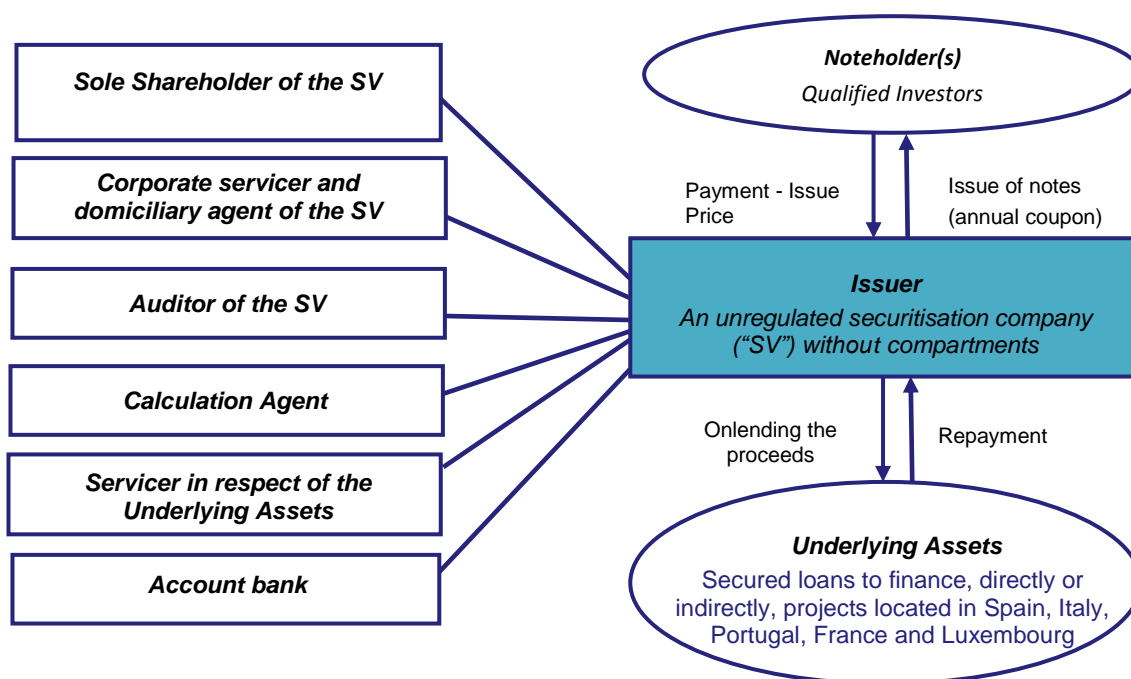 Sole Shareholder of the SV
Corporate servicer and
domiciliary agent of the SV
Auditor of the SV
Calculation Agent
Servicer in respect of the
Underlying Assets
Account bank
Noteholder(s)
Qualified Investors
Payment - Issue
Price
Issue of notes
(annual coupon)
Issuer
An unregulated securitisation company
(“SV”) without compartments
Onlending the
proceeds
Repayment
Underlying Assets
Secured loans to finance, directly or
indirectly, projects located in Spain, Italy,
Portugal, France and Luxembourg